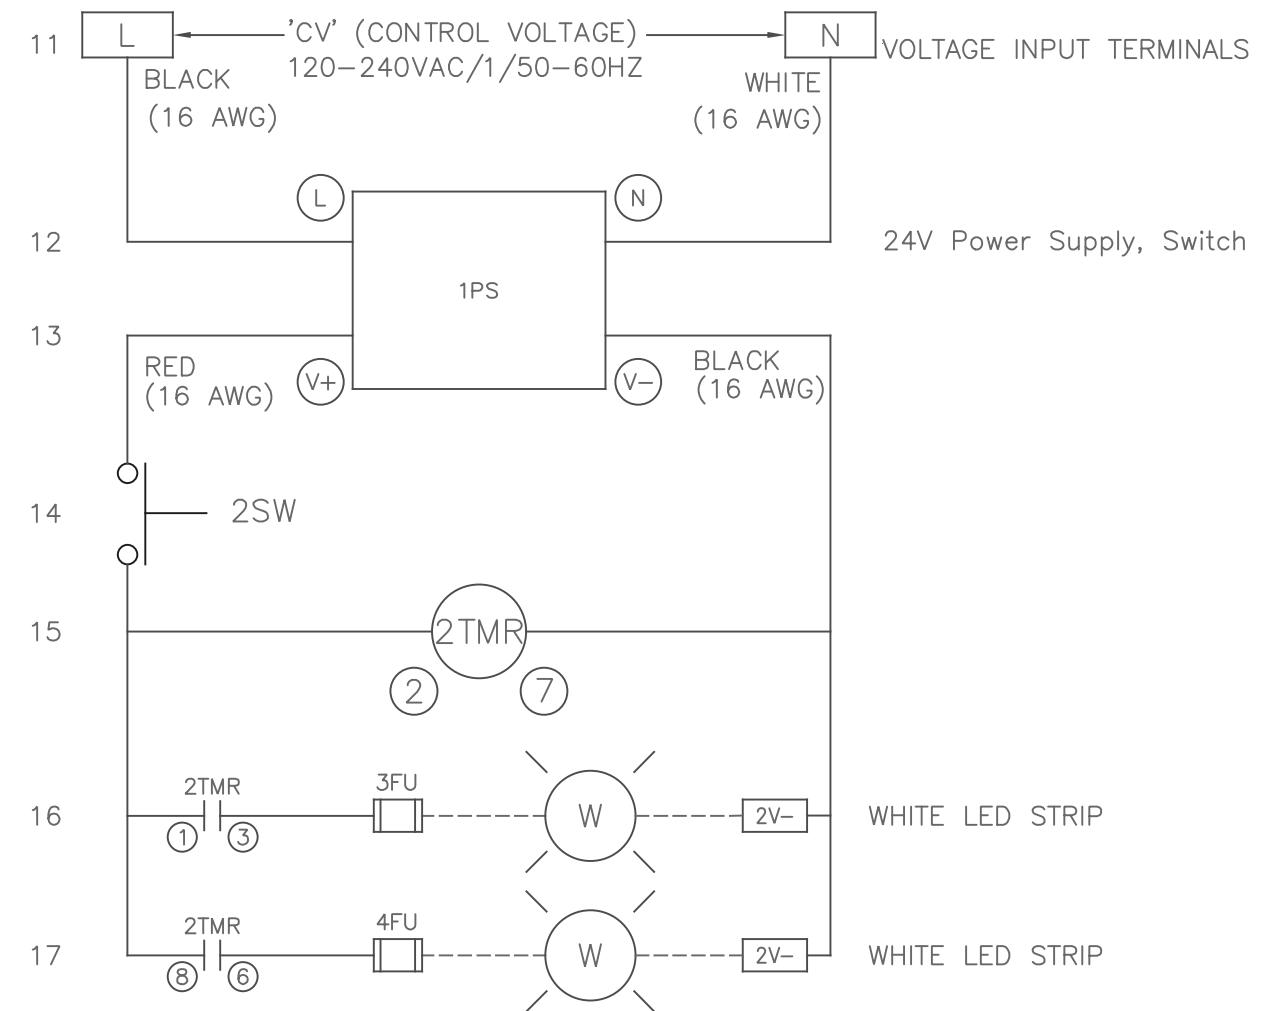 11 L 'CV' (CONTROL VOLTAGE) N VOLTAGE INPUT TERMINALS
120-240VAC/1/50-60HZ
BLACK WHITE
(16 AWG) (16 AWG)
L N
12 24V Power Supply, Switch
1PS
13
RED BLACK
(16 AWG) (16 AWG)
V+ V-
14 2SW
15 2TMR
2 7
2TMR 3FU
16 W 2V- WHITE LED STRIP
1 3
2TMR 4FU
17 W 2V- WHITE LED STRIP
8 6